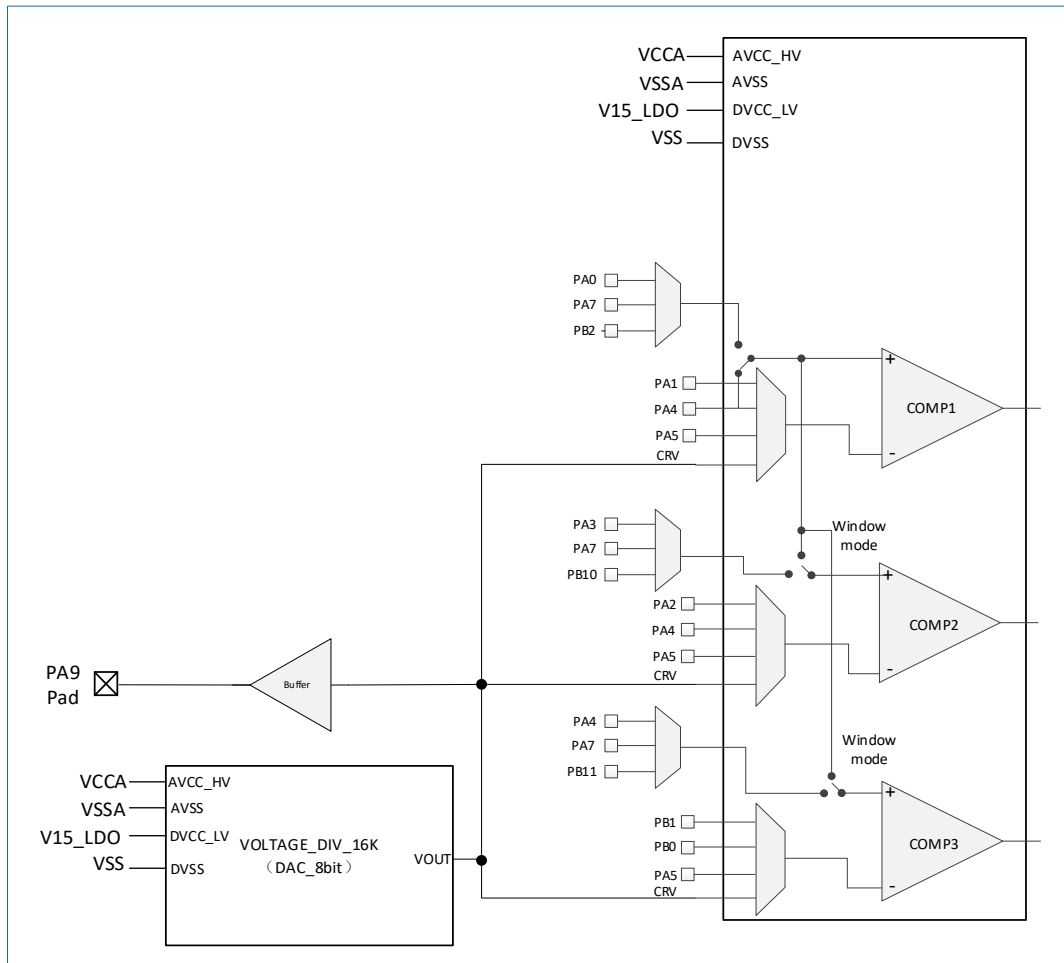 VCCA
AVCC_HV
VSSA
AVSS
V15_LDO
DVCC_LV
VSS
DVSS
PA0
PA7
PB2
PA1
PA4
PA5
CRV
+
-
COMP1
PA3
PA7
PB10
Window
mode
PA2
PA4
PA5
CRV
+
-
COMP2
PA9
Pad
Buffer
PA4
PA7
PB11
Window
mode
PB1
PB0
PA5
CRV
+
-
COMP3
VCCA
AVCC_HV
VSSA
AVSS
V15_LDO
DVCC_LV
VSS
DVSS
VOLTAGE_DIV_16K
（DAC_8bit）
VOUT